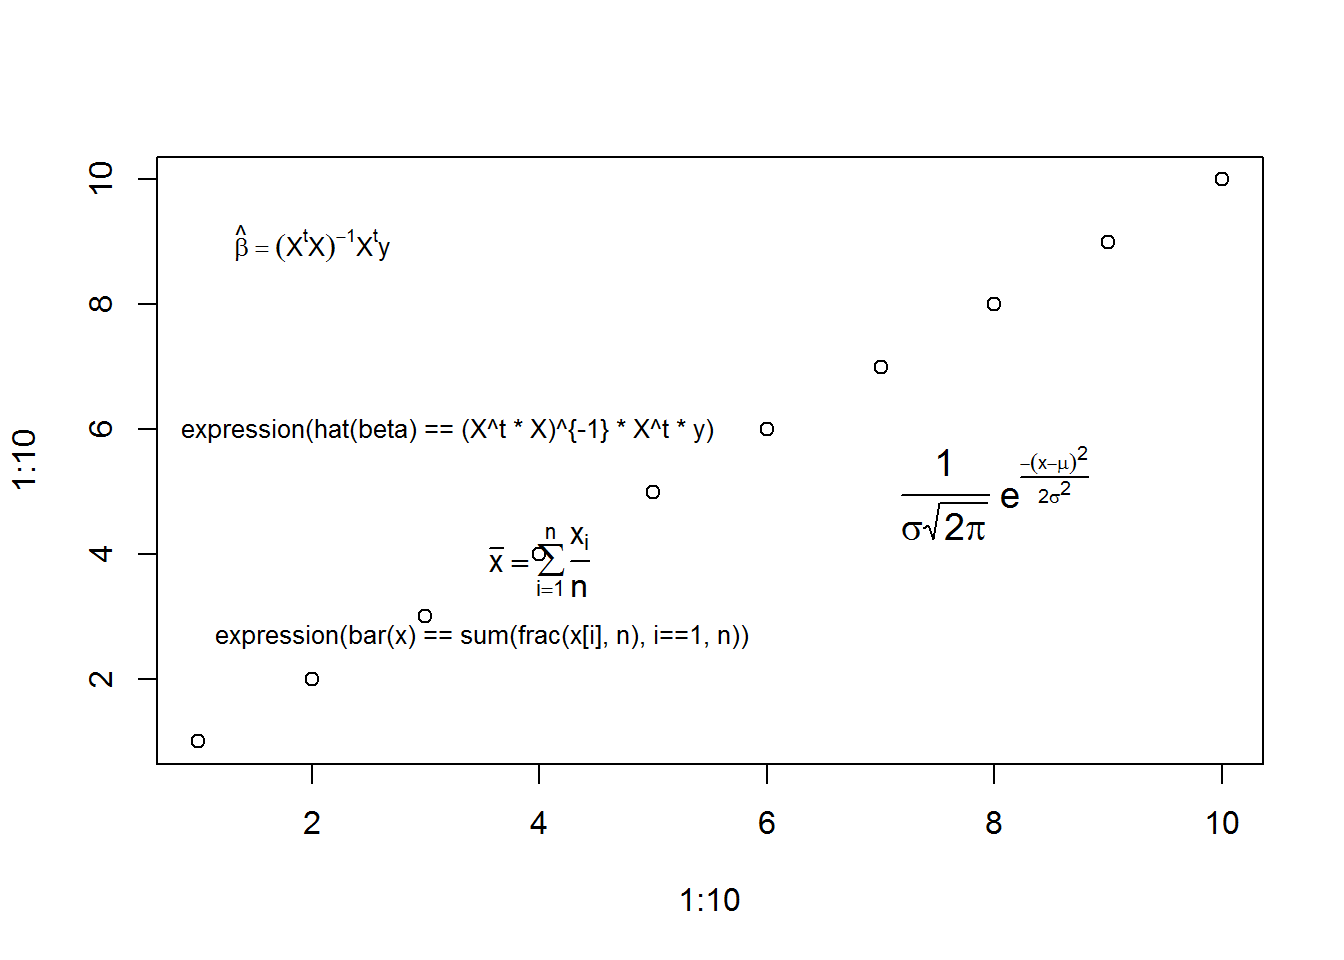 10
8
6
4
2
1:10
β̂ = (XᵗX)⁻¹Xᵗy
expression(hat(beta) == (X^t * X)^{-1} * X^t * y)
1/(σ√2π) e^(−(x−μ)²/2σ²)
x̄ = ∑ i=1 n xᵢ/n
expression(bar(x) == sum(frac(x[i], n), i==1, n))
2 4 6 8 10
1:10